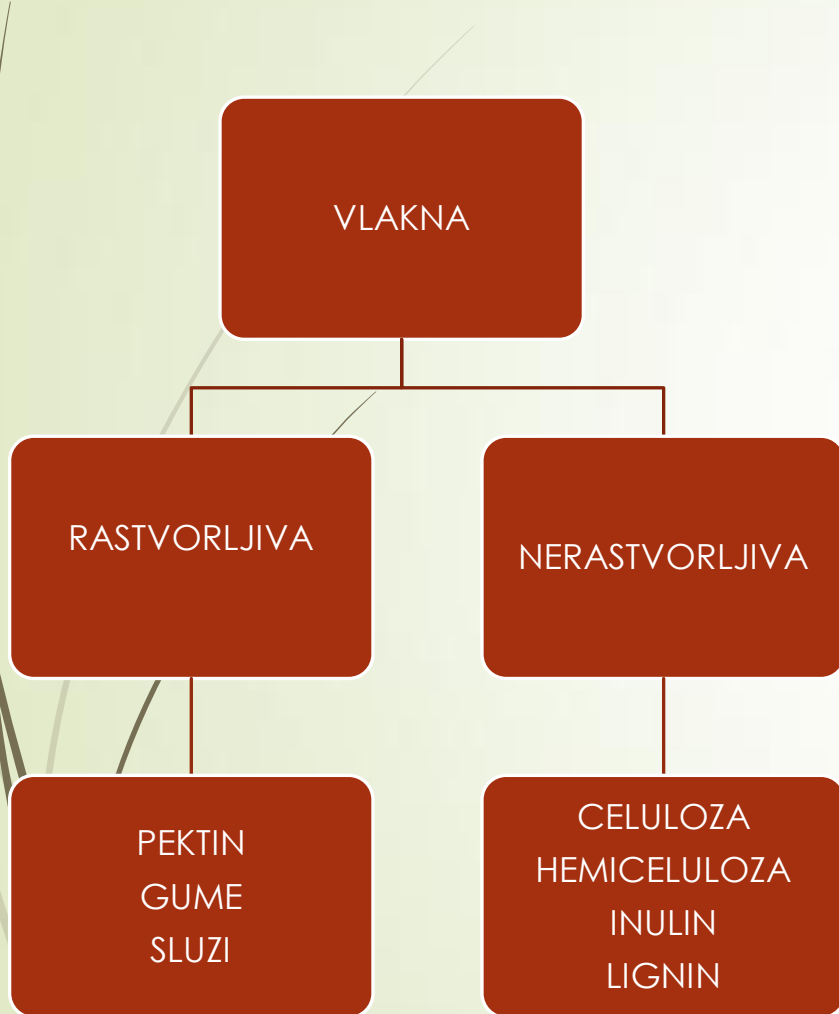 VLAKNA
RASTVORLJIVA
NERASTVORLJIVA
PEKTIN
GUME
SLUZI
CELULOZA
HEMICELULOZA
INULIN
LIGNIN